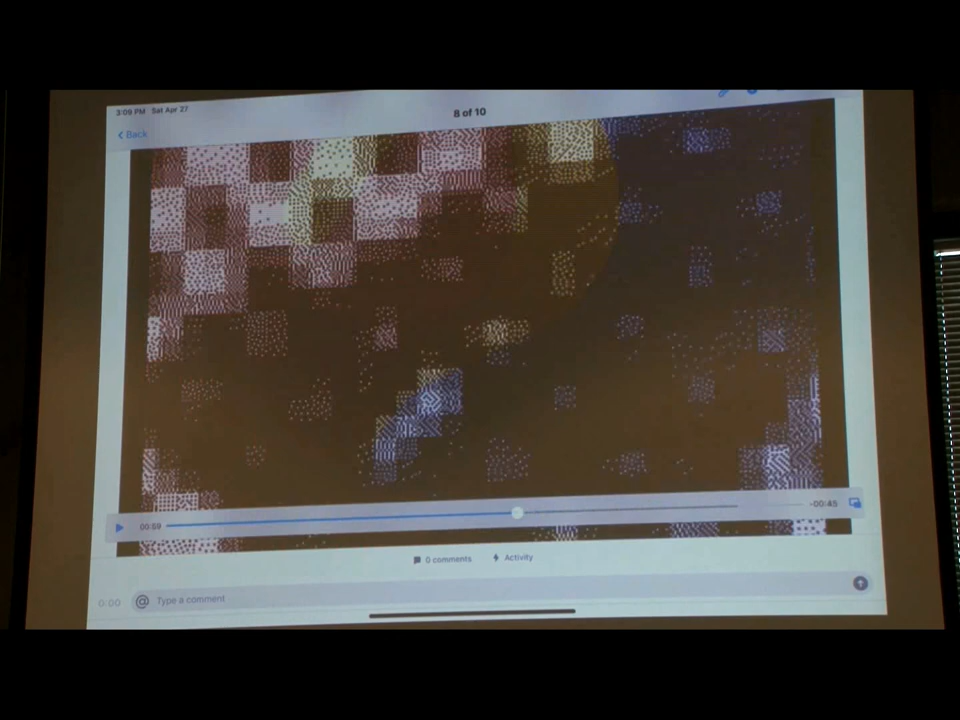 3:09 PM Sat Apr 27
8 of 10
Back
00:59
-00:45
0 comments
Activity
0:00
@ Type a comment